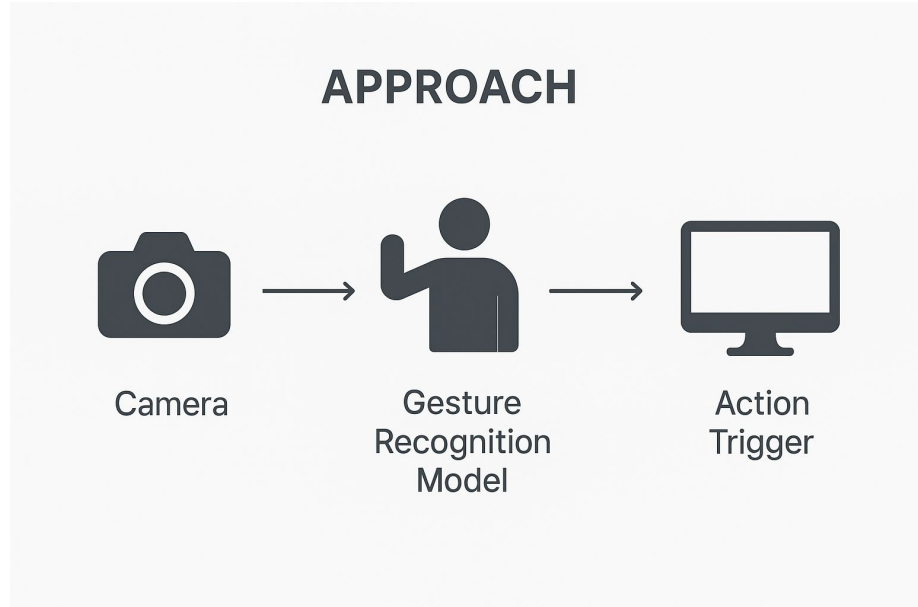 APPROACH
Camera
Gesture
Recognition
Model
Action
Trigger